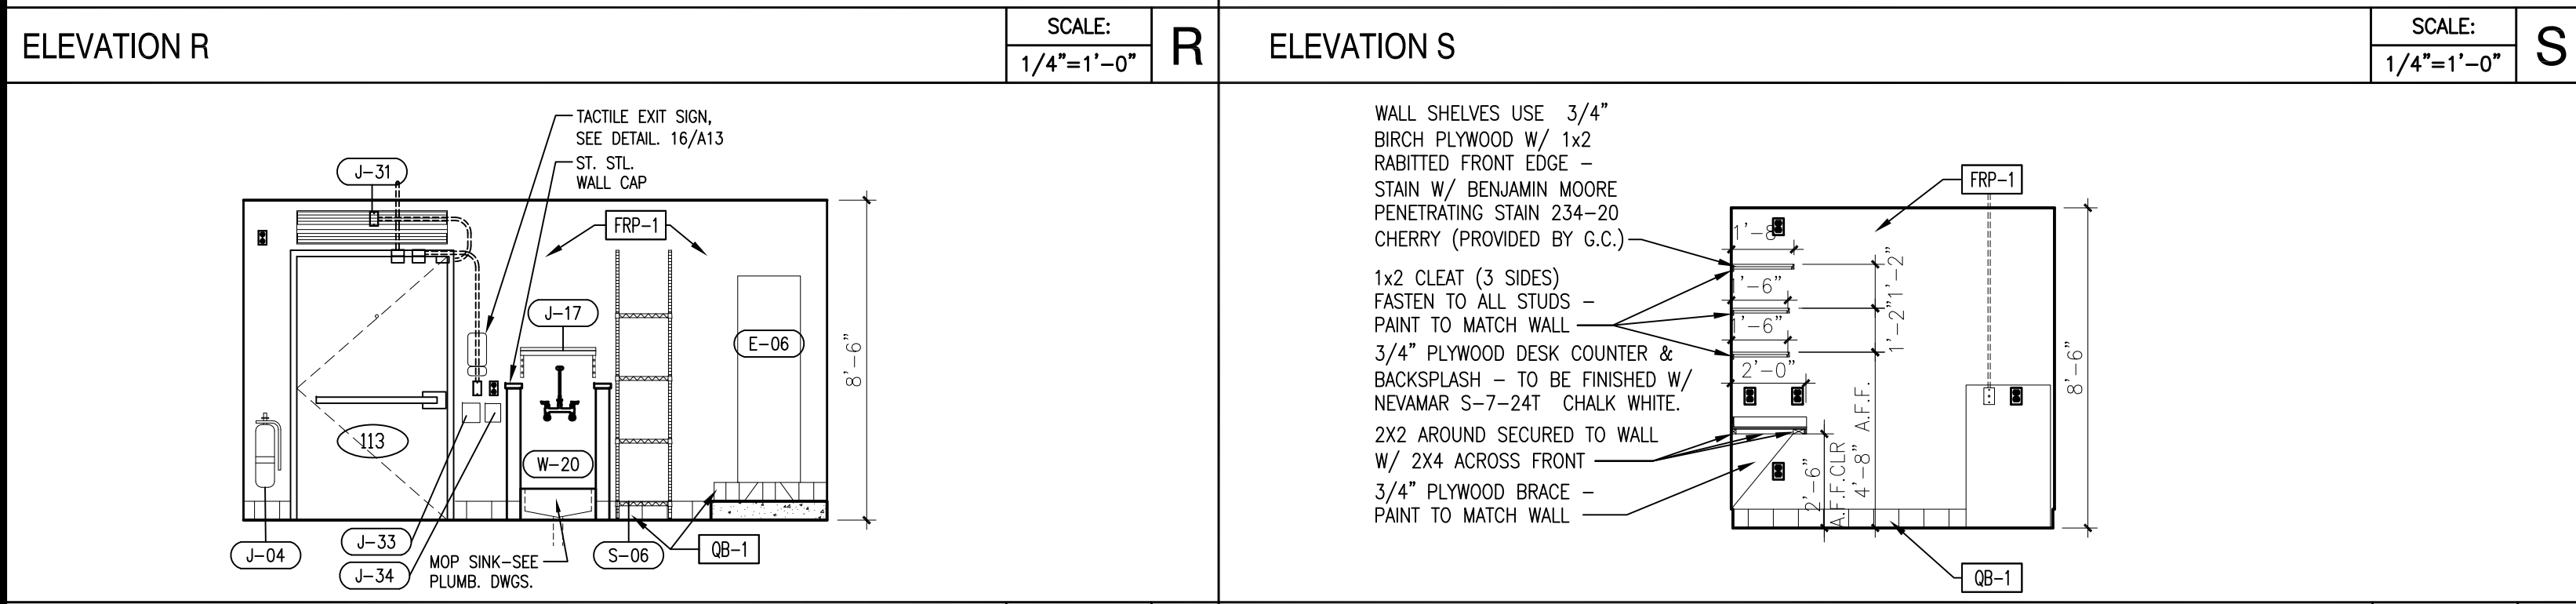 ELEVATION R
SCALE:
1/4"=1'-0"
R
ELEVATION S
SCALE:
1/4"=1'-0"
S
TACTILE EXIT SIGN,
SEE DETAIL. 16/A13
ST. STL.
WALL CAP
J-31
FRP-1
J-17
E-06
8'-6"
113
W-20
J-04
J-33
J-34
MOP SINK-SEE
PLUMB. DWGS.
S-06
QB-1
WALL SHELVES USE 3/4"
BIRCH PLYWOOD W/ 1x2
RABITTED FRONT EDGE -
STAIN W/ BENJAMIN MOORE
PENETRATING STAIN 234-20
CHERRY (PROVIDED BY G.C.)
1x2 CLEAT (3 SIDES)
FASTEN TO ALL STUDS -
PAINT TO MATCH WALL
3/4" PLYWOOD DESK COUNTER &
BACKSPLASH - TO BE FINISHED W/
NEVAMAR S-7-24T CHALK WHITE.
2X2 AROUND SECURED TO WALL
W/ 2X4 ACROSS FRONT
3/4" PLYWOOD BRACE -
PAINT TO MATCH WALL
FRP-1
1'-8
1'-6"
1'-6"
2'-0"
1'-2"
1'-2"
4'-8" A.F.F.
2'-6"
A.F.F.CLR
8'-6"
QB-1